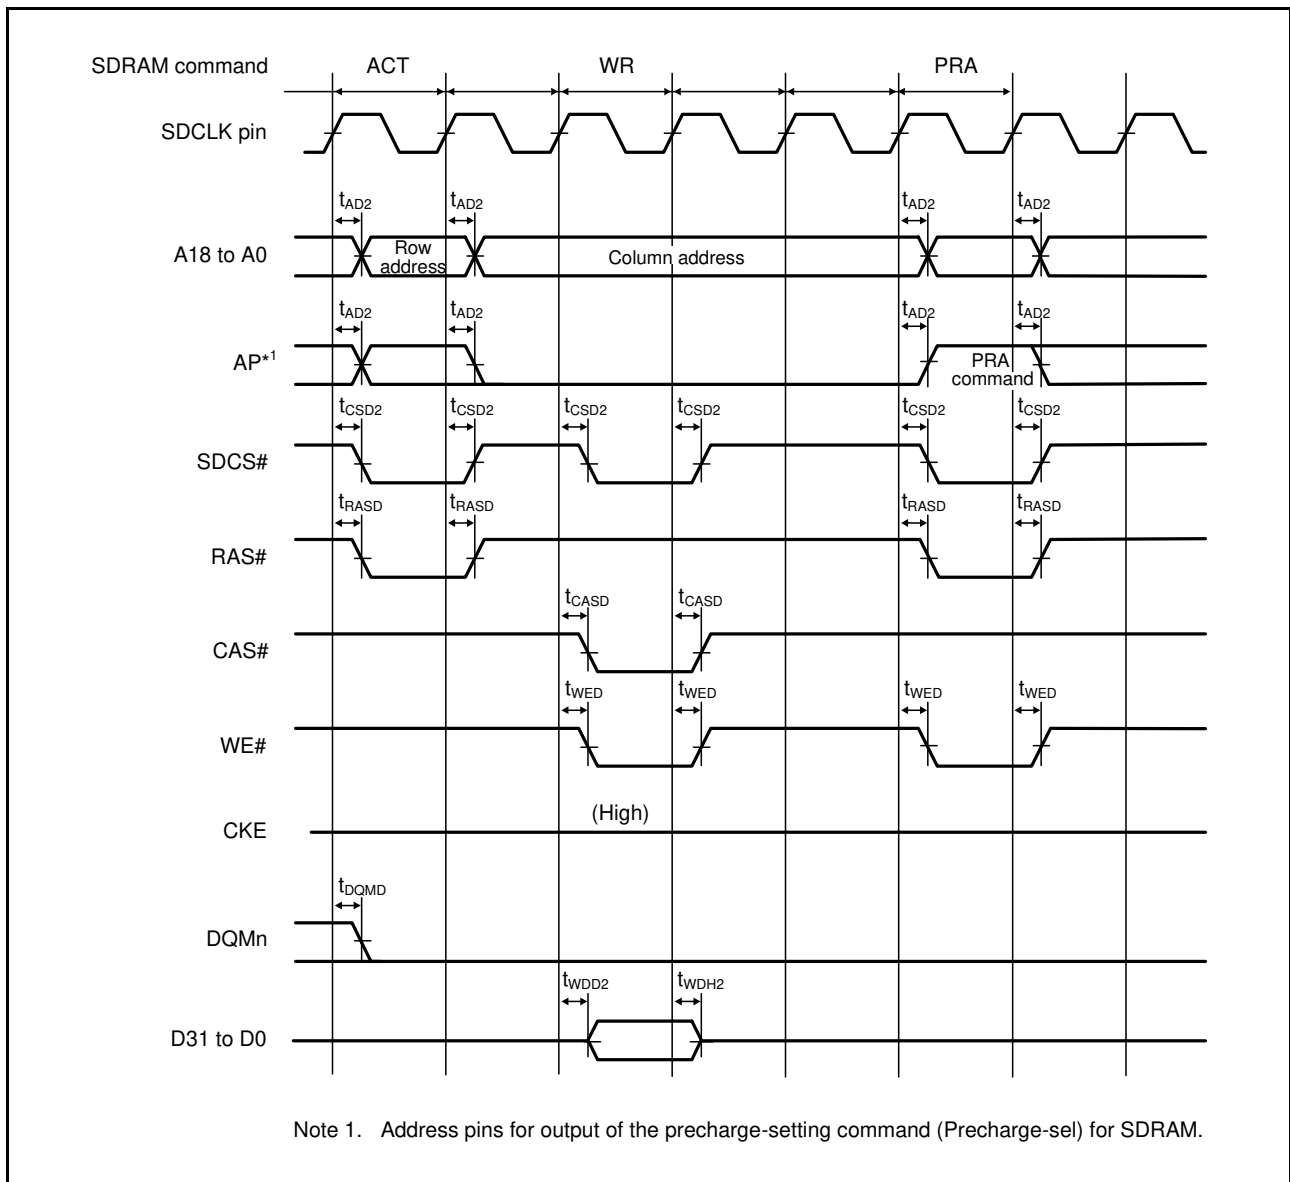 SDRAM command ACT WR PRA
SDCLK pin
tAD2 tAD2 tAD2 tAD2
A18 to A0 Row address Column address
tAD2 tAD2 tAD2 tAD2
AP*1 PRA command
tCSD2 tCSD2 tCSD2 tCSD2 tCSD2 tCSD2
SDCS#
tRASD tRASD tRASD tRASD
RAS#
tCASD tCASD
CAS#
tWED tWED tWED tWED
WE#
(High)
CKE
tDQMD
DQMn
tWDD2 tWDH2
D31 to D0
Note 1. Address pins for output of the precharge-setting command (Precharge-sel) for SDRAM.